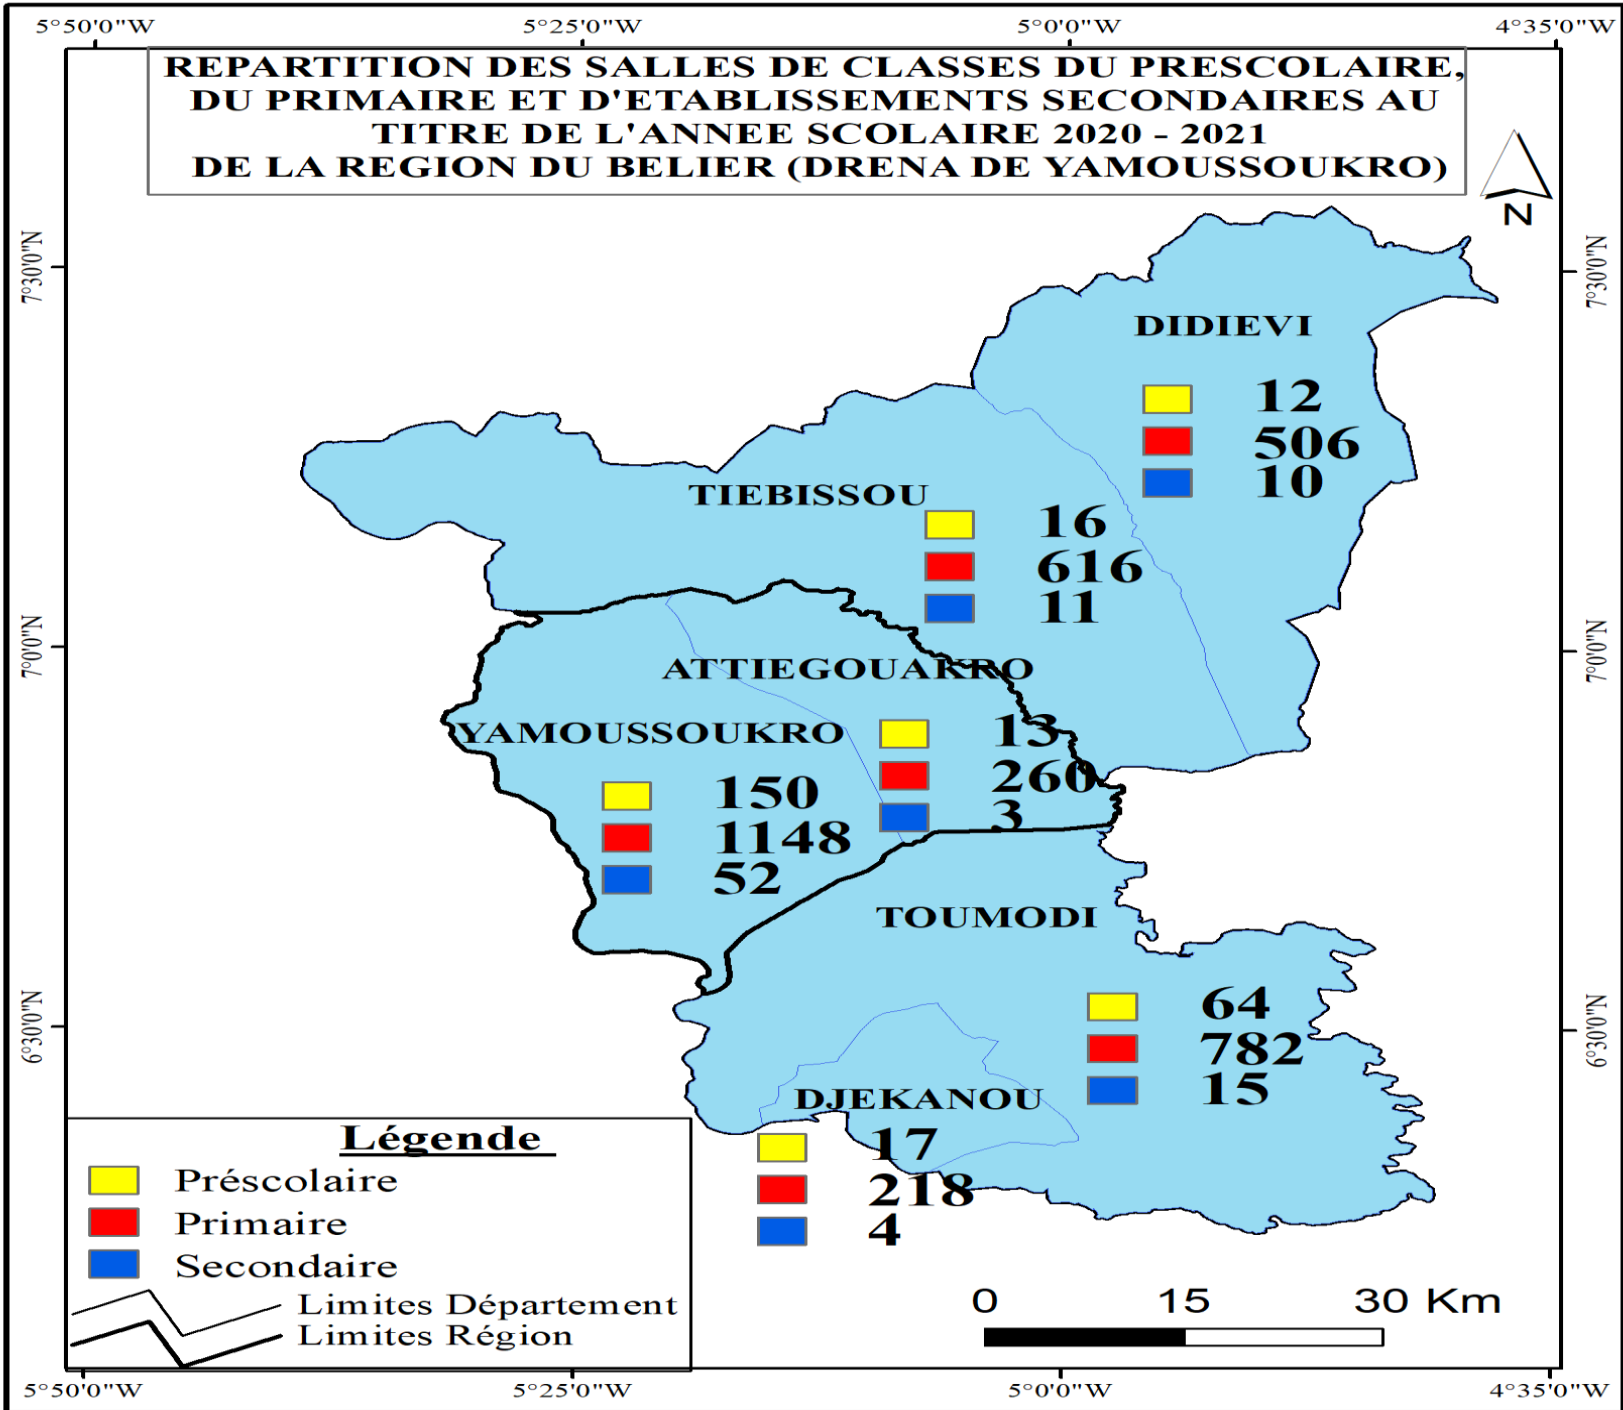 5°50'0"W 5°25'0"W 5°0'0"W 4°35'0"W
REPARTITION DES SALLES DE CLASSES DU PRESCOLAIRE,
DU PRIMAIRE ET D'ETABLISSEMENTS SECONDAIRES AU
TITRE DE L'ANNEE SCOLAIRE 2020 - 2021
DE LA REGION DU BELIER (DRENA DE YAMOUSSOUKRO)
N
7°30'0"N 7°30'0"N
DIDIEVI
12
506
10
TIEBISSOU
16
616
11
7°0'0"N 7°0'0"N
ATTIEGOUAKRO
13
260
3
YAMOUSSOUKRO
150
1148
52
TOUMODI
64
782
15
6°30'0"N 6°30'0"N
DJEKANOU
17
218
4
Légende
Préscolaire
Primaire
Secondaire
Limites Département
Limites Région
0 15 30 Km
5°50'0"W 5°25'0"W 5°0'0"W 4°35'0"W